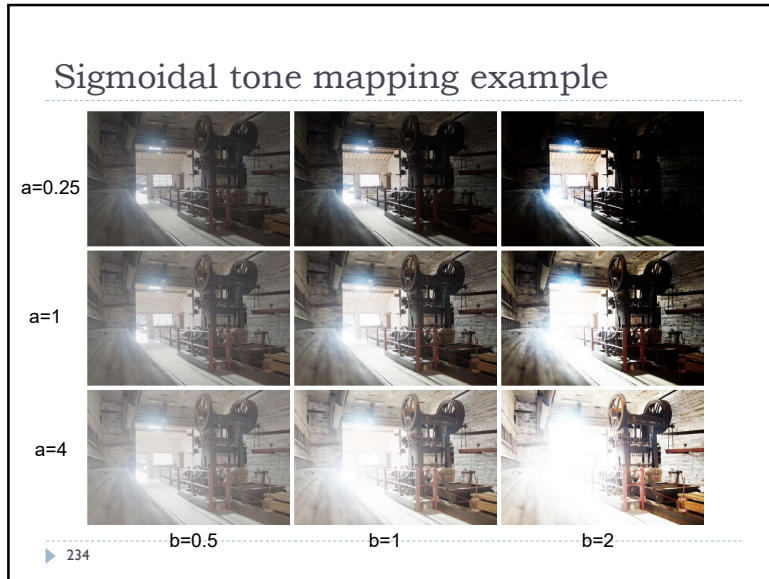 Sigmoidal tone mapping example
a=0.25
a=1
a=4
b=0.5 b=1 b=2
234